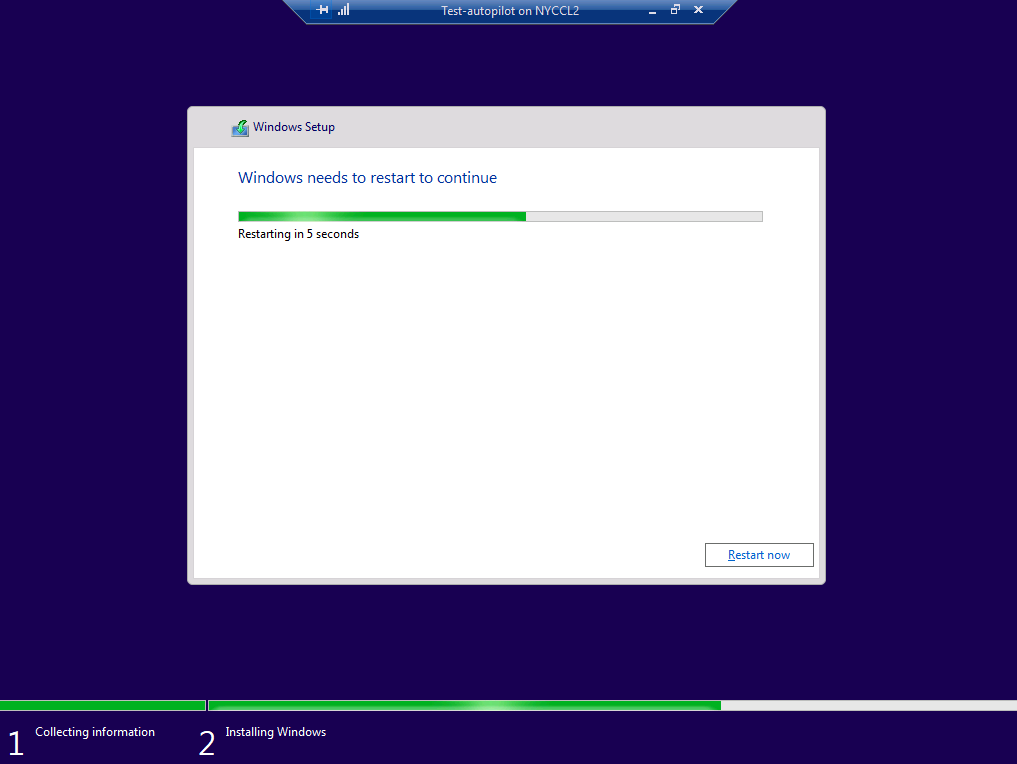 Test-autopilot on NYCCL2
Windows Setup
Windows needs to restart to continue
Restarting in 5 seconds
Restart now
1 Collecting information
2 Installing Windows